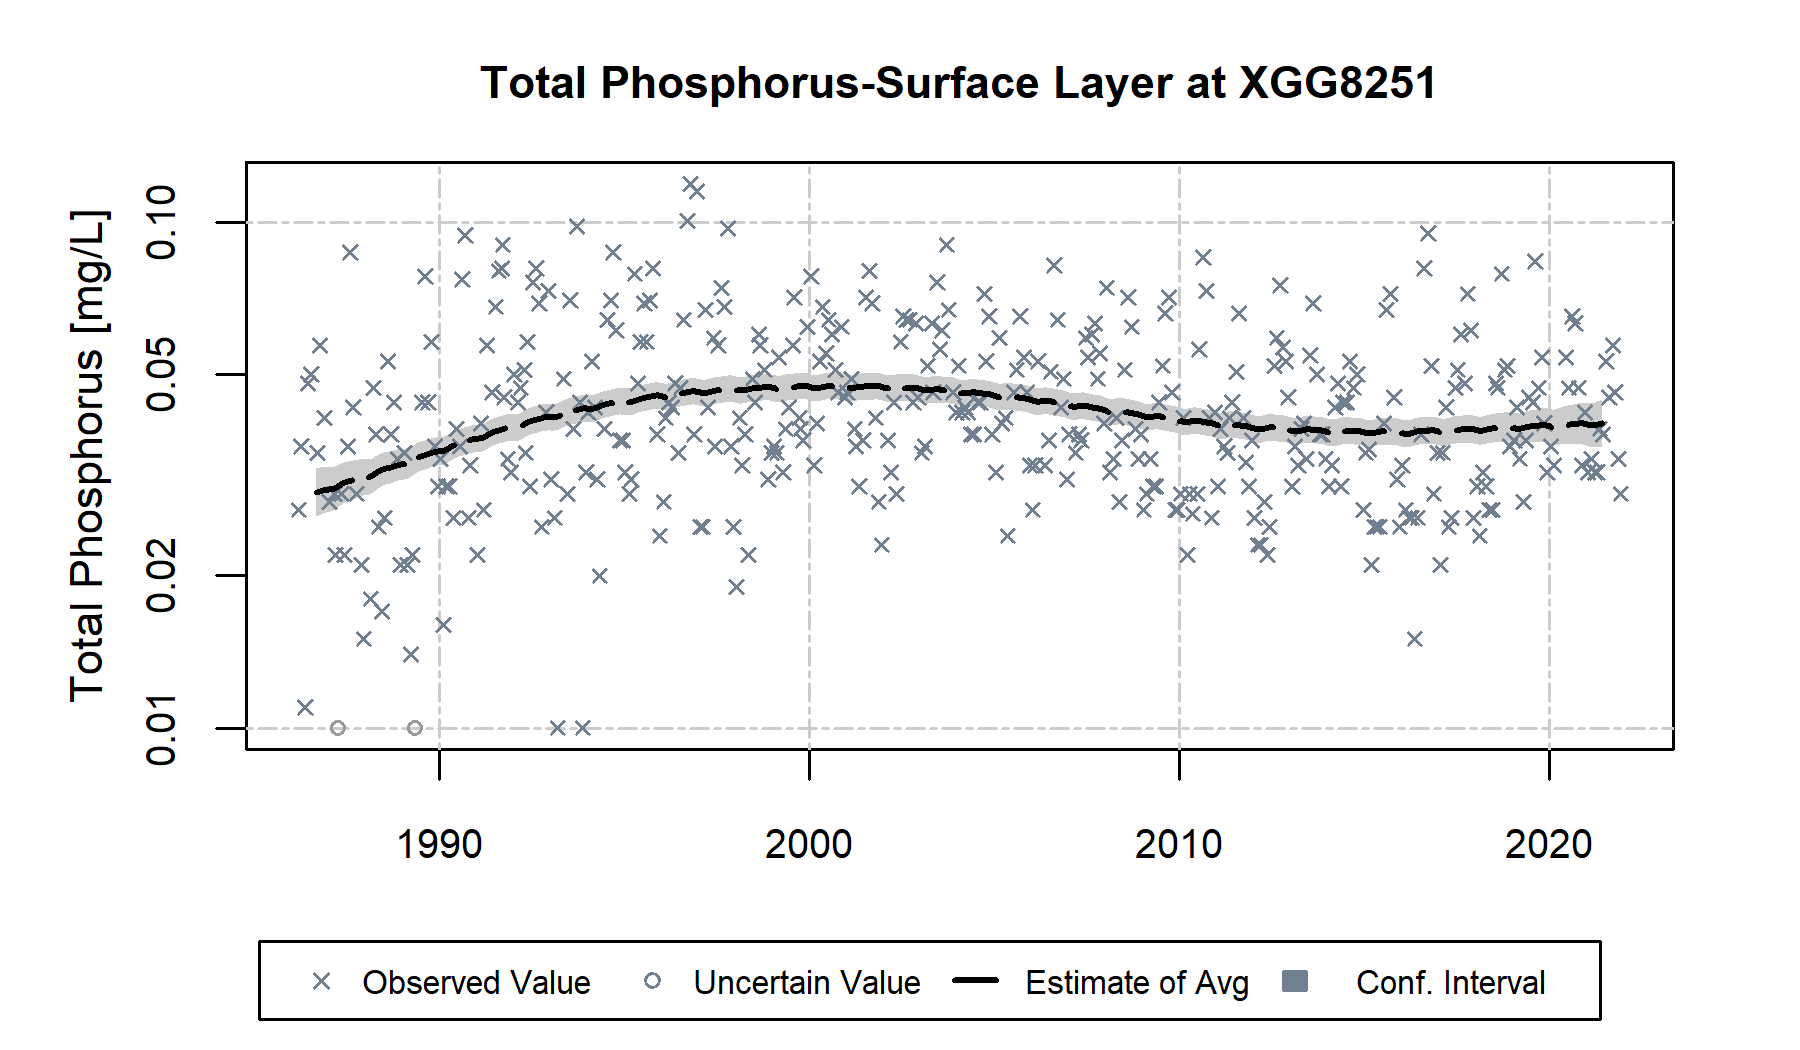 Total Phosphorus-Surface Layer at XGG8251
Total Phosphorus [mg/L]
0.10
0.05
0.02
0.01
1990 2000 2010 2020
Observed Value Uncertain Value Estimate of Avg Conf. Interval